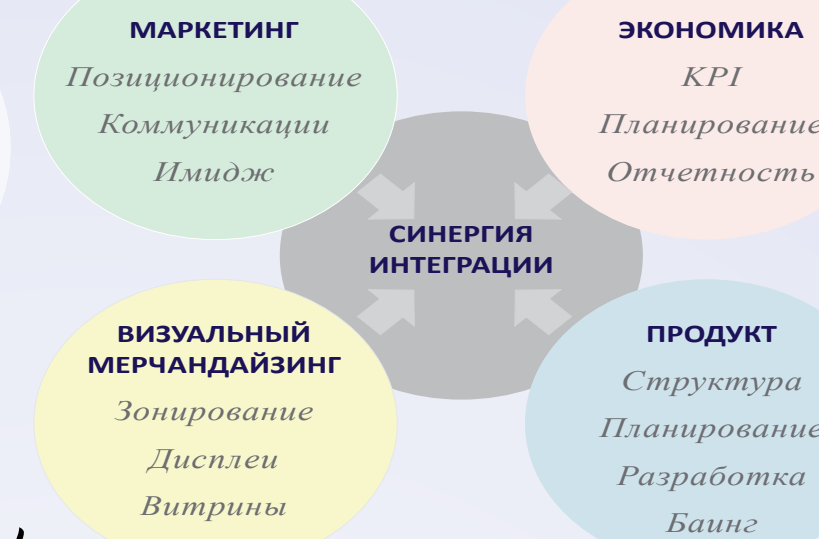 МАРКЕТИНГ
Позиционирование
Коммуникации
Имидж
ЭКОНОМИКА
KPI
Планирование
Отчетность
СИНЕРГИЯ
ИНТЕГРАЦИИ
ВИЗУАЛЬНЫЙ
МЕРЧАНДАЙЗИНГ
Зонирование
Дисплеи
Витрины
ПРОДУКТ
Структура
Планирование
Разработка
Баинг